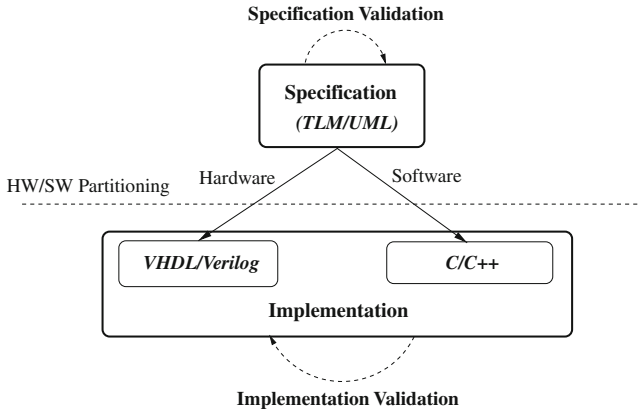 Specification Validation
Specification
(TLM/UML)
Hardware
Software
HW/SW Partitioning
VHDL/Verilog
C/C++
Implementation
Implementation Validation